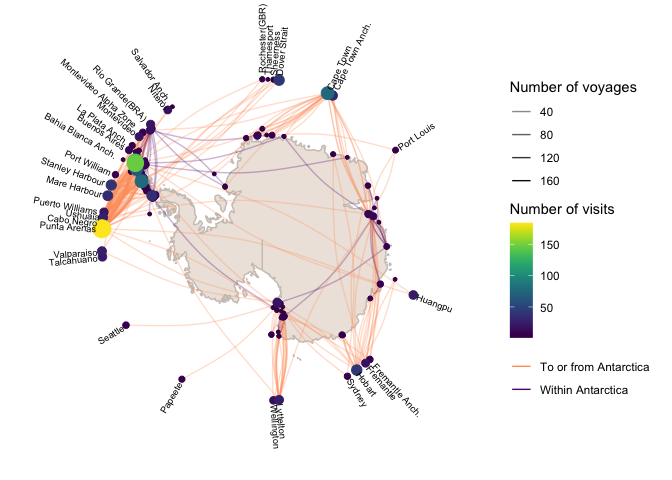 Rochester(GBR)
Thamesport
Sheerness
Dover Strait
Cape Town
Cape Town Anch.
Salvador Anch.
Niteroi
Rio Grande(BRA)
Montevideo Alpha Zone
Montevideo
La Plata Anch.
Buenos Aires
Bahia Blanca Anch.
Port William
Stanley Harbour
Mare Harbour
Puerto Williams
Ushuaia
Cabo Negro
Punta Arenas
Valparaiso
Talcahuano
Seattle
Papeete
Wellington
Lyttelton
Sydney
Hobart
Fremantle
Fremantle Anch.
Huangpu
Port Louis
Number of voyages
40
80
120
160
Number of visits
150
100
50
To or from Antarctica
Within Antarctica